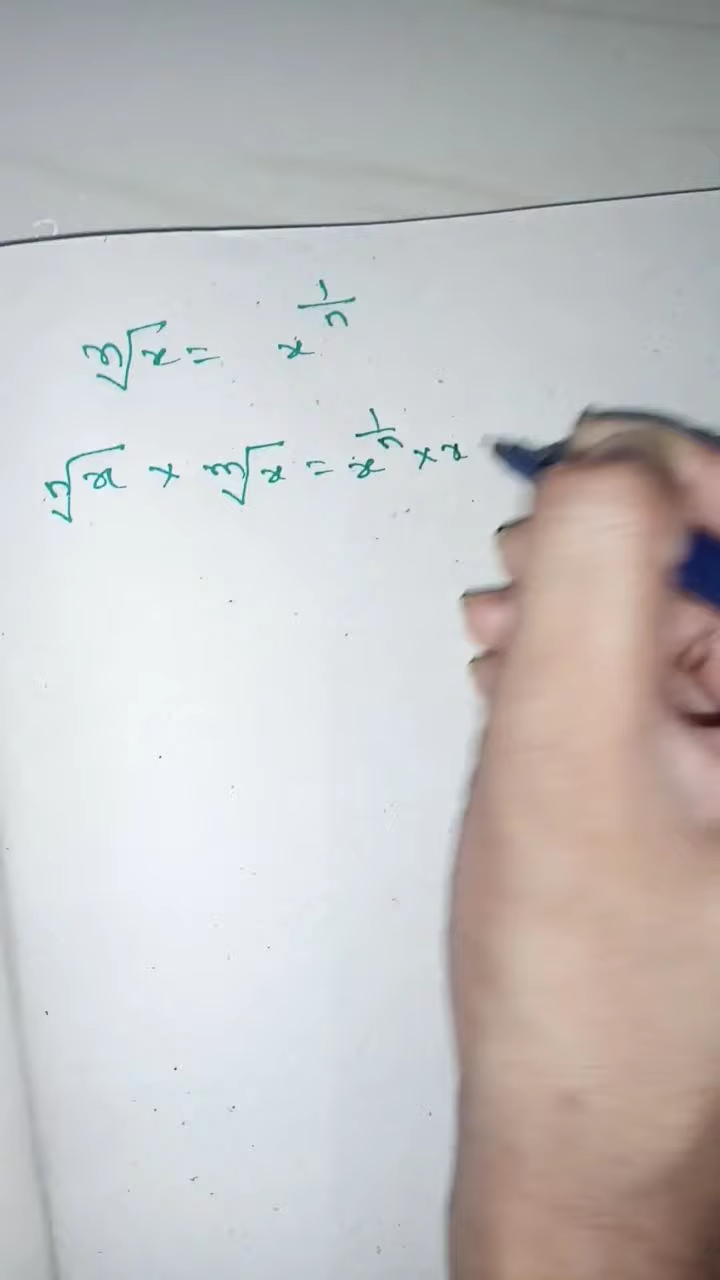 ⁿ√x = x^(1/n)
ⁿ√x × ᵐ√x = x^(1/n) × x